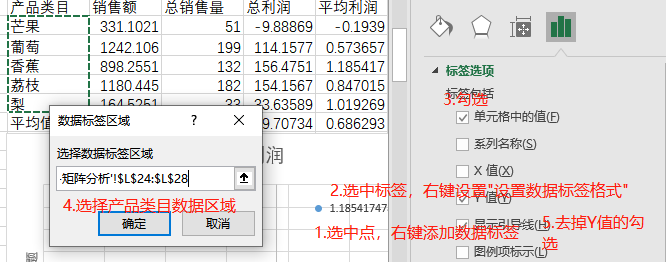 产品类目 销售额 总销售量 总利润 平均利润
芒果 331.1021 51 -9.88869 -0.1939
葡萄 1242.106 199 114.1577 0.573657
香蕉 898.2551 132 156.4751 1.185417
荔枝 1180.445 182 154.1567 0.847015
梨 164.5251 33 33.63589 1.019269
平均值 9.70734 0.686293
数据标签区域 ? ×
选择数据标签区域
·矩阵分析'!$L$24:$L$28
4.选择产品类目数据区域
确定 取消
利润
1.18541747
2.选中标签，右键设置"设置数据标签格式"
1.选中点，右键添加数据标签
标签选项
标签包括
3.勾选
单元格中的值(F)
系列名称(S)
X 值(X)
Y 值(Y)
显示引导线(H)
5.去掉Y值的勾
选
图例项标示(L)